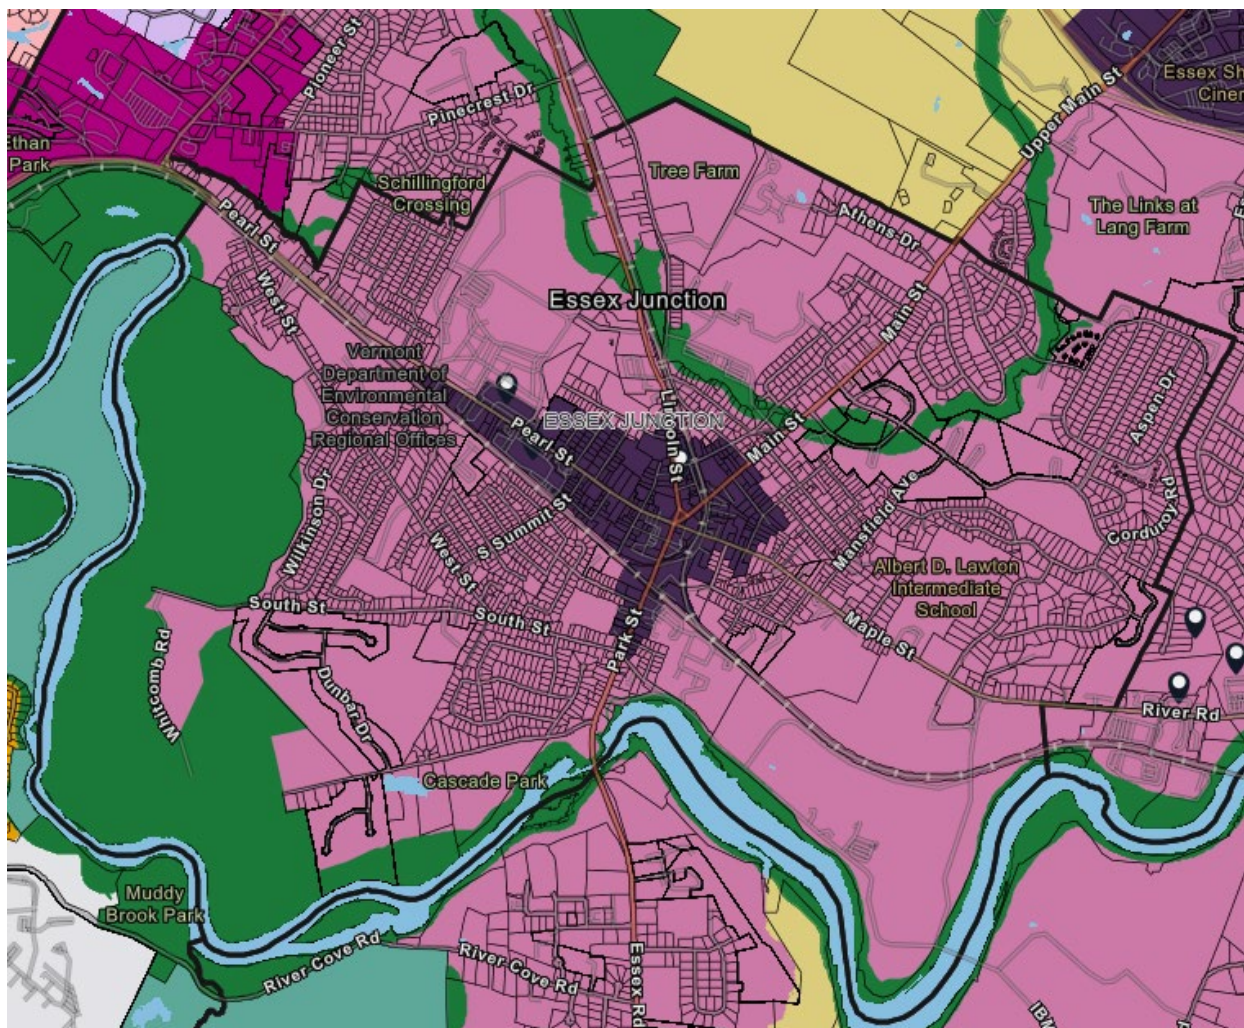 Pioneer St
Pinecrest Dr
Essex Sh
Ciner
Upper Main St
Ethan
Park
Schillingford
Crossing
Tree Farm
The Links at
Lang Farm
Athens Dr
Pearl St
West St
Essex Junction
Main St
Vermont
Department of
Environmental
Conservation
Regional Offices
ESSEX JUNCTION
Lincoln St
Pearl St
Main St
Aspen Dr
S Summit St
Wilkinson Dr
West St
Mansfield Ave
Corduroy Rd
Albert D. Lawton
Intermediate
School
South St
South St
Park St
Maple St
Whitcomb Rd
Dunbar Dr
River Rd
Cascade Park
Muddy
Brook Park
River Cove Rd
River Cove Rd
Essex Rd